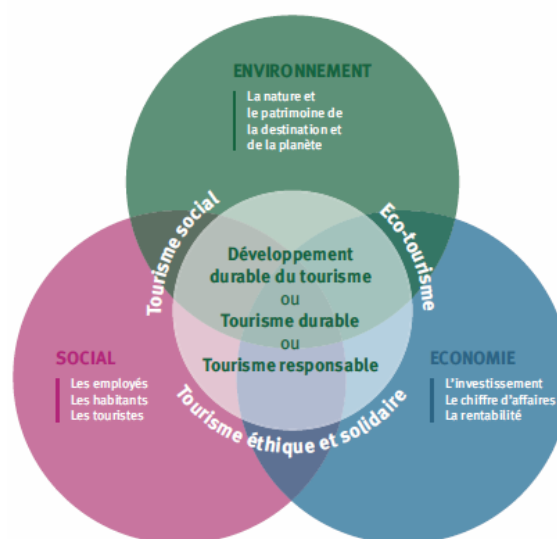 ENVIRONNEMENT
La nature et
le patrimoine de
la destination et
de la planète
Tourisme social
Eco-tourisme
Développement
durable du tourisme
ou
Tourisme durable
ou
Tourisme responsable
SOCIAL
Les employés
Les habitants
Les touristes
ECONOMIE
L'investissement
Le chiffre d'affaires
La rentabilité
Tourisme éthique et solidaire